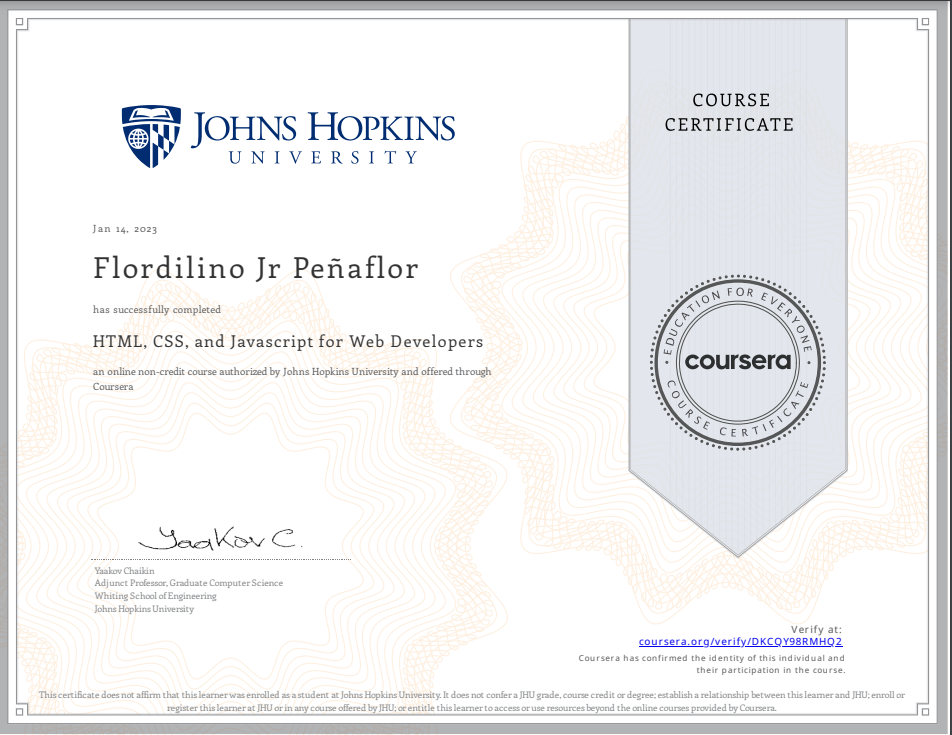 JOHNS HOPKINS
UNIVERSITY
COURSE
CERTIFICATE
Jan 14, 2023
Flordilino Jr Peñaflor
has successfully completed
HTML, CSS, and Javascript for Web Developers
an online non-credit course authorized by Johns Hopkins University and offered through
Coursera
EDUCATION FOR EVERYONE
coursera
COURSE CERTIFICATE
Yaakov C.
Yaakov Chaikin
Adjunct Professor, Graduate Computer Science
Whiting School of Engineering
Johns Hopkins University
Verify at:
coursera.org/verify/DKCQY98RMHQ2
Coursera has confirmed the identity of this individual and
their participation in the course.
This certificate does not affirm that this learner was enrolled as a student at Johns Hopkins University. It does not confer a JHU grade, course credit or degree; establish a relationship between this learner and JHU; enroll or
register this learner at JHU or in any course offered by JHU; or entitle this learner to access or use resources beyond the online courses provided by Coursera.